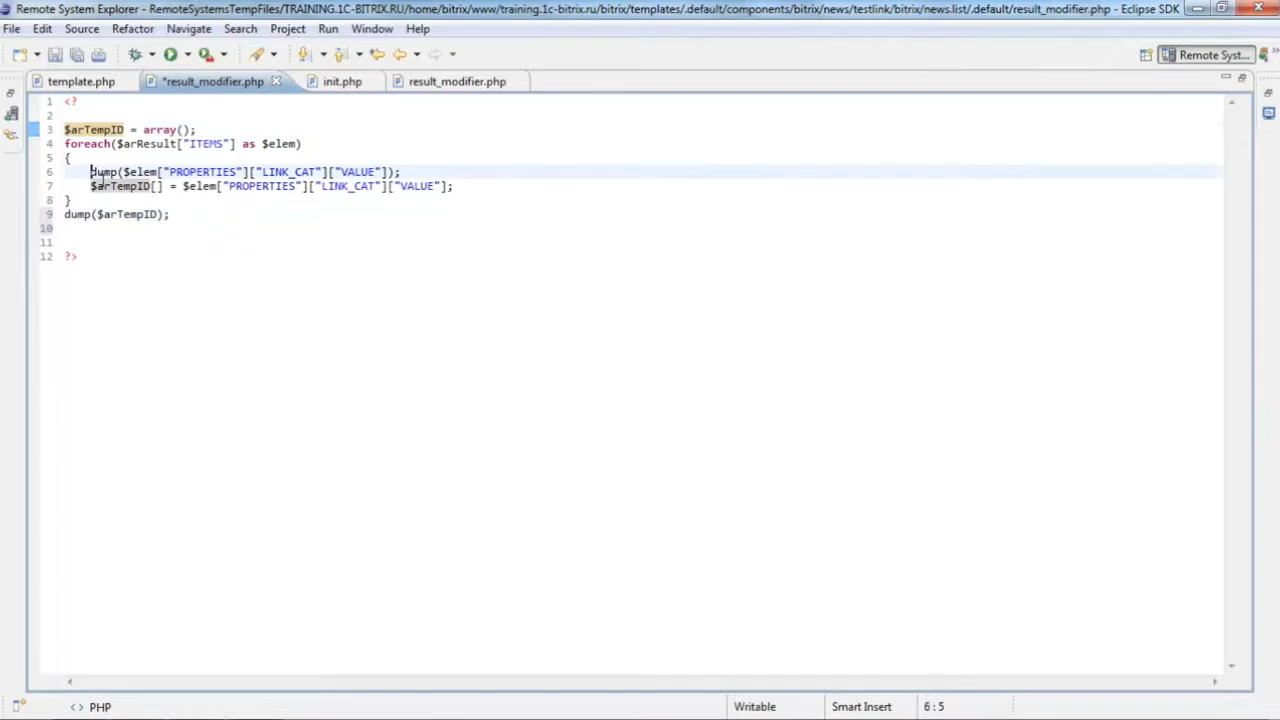 Remote System Explorer - RemoteSystemsTempFiles/TRAINING.1C-BITRIX.RU/home/bitrix/www/training.1c-bitrix.ru/bitrix/templates/.default/components/bitrix/news/testlink/bitrix/news.list/.default/result_modifier.php - Eclipse SDK
File Edit Source Refactor Navigate Search Project Run Window Help
Remote Syst...
template.php *result_modifier.php init.php result_modifier.php
1 <?
2
3 $arTempID = array();
4 foreach($arResult["ITEMS"] as $elem)
5 {
6 dump($elem["PROPERTIES"]["LINK_CAT"]["VALUE"]);
7 $arTempID[] = $elem["PROPERTIES"]["LINK_CAT"]["VALUE"];
8 }
9 dump($arTempID);
10
11
12 ?>
<> PHP Writable Smart Insert 6 : 5